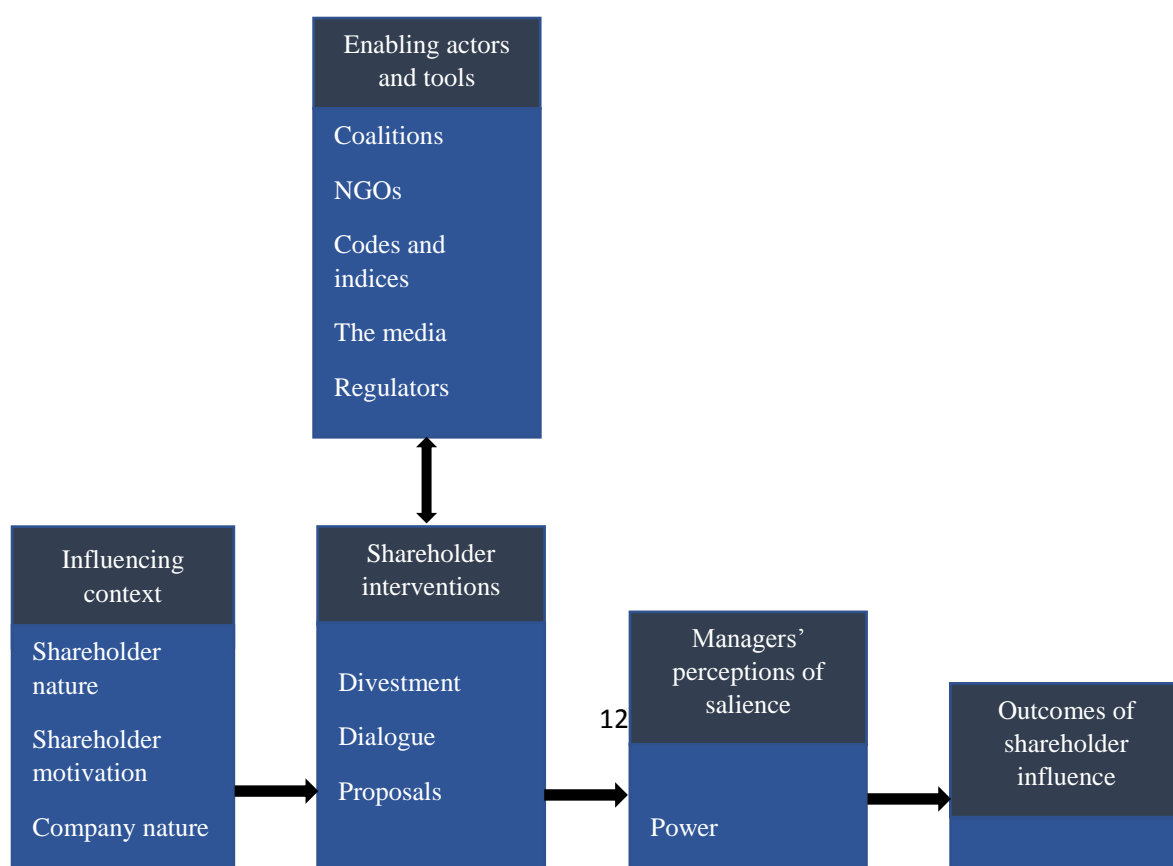 Enabling actors
and tools
Coalitions
NGOs
Codes and
indices
The media
Regulators
Influencing
context
Shareholder
nature
Shareholder
motivation
Company nature
Shareholder
interventions
Divestment
Dialogue
Proposals
12
Managers’
perceptions of
salience
Power
Outcomes of
shareholder
influence